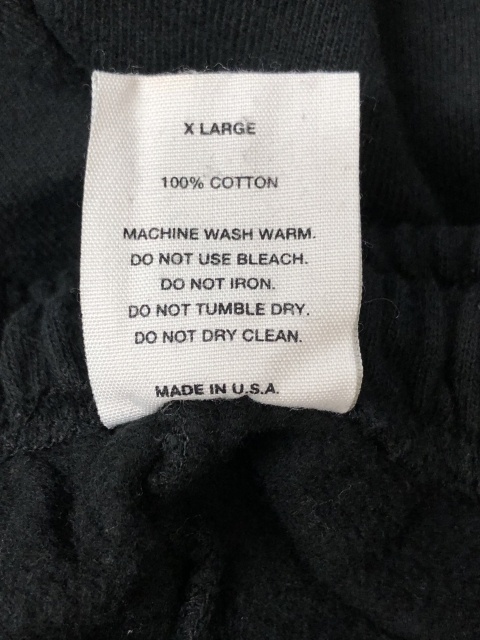 X LARGE
100% COTTON
MACHINE WASH WARM.
DO NOT USE BLEACH.
DO NOT IRON.
DO NOT TUMBLE DRY.
DO NOT DRY CLEAN.
MADE IN U.S.A.